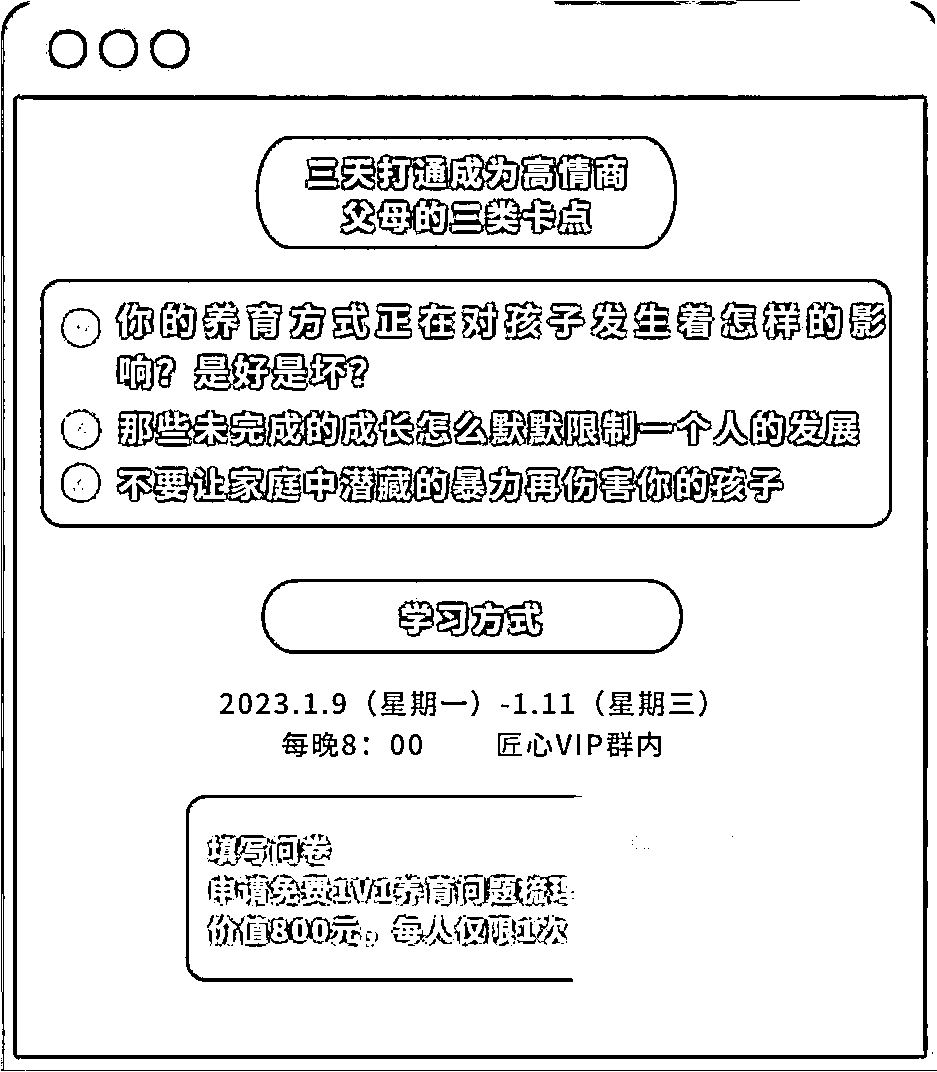 三天打通成为高情商
父母的三类卡点
你的养育方式正在对孩子发生着怎样的影
响？是好是坏？
那些未完成的成长怎么默默限制一个人的发展
不要让家庭中潜藏的暴力再伤害你的孩子
学习方式
2023.1.9（星期一）-1.11（星期三）
每晚8：00 匠心VIP群内
填写问卷
申请免费1V1养育问题梳理
价值800元。每人仅限1次